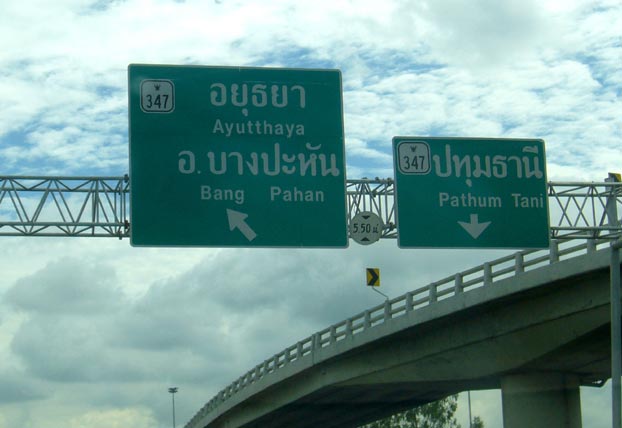 347
อยุธยา
Ayutthaya
อ.บางปะหัน
Bang Pahan
5.50 ม
347
ปทุมธานี
Pathum Tani